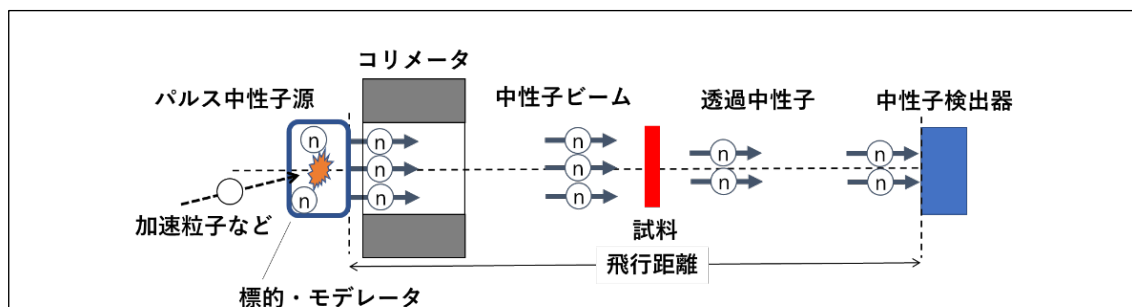 コリメータ
パルス中性子源
中性子ビーム
透過中性子
中性子検出器
n
n
n
n
n
n
n
n
n
n
n
n
加速粒子など
試料
飛行距離
標的・モデレータ